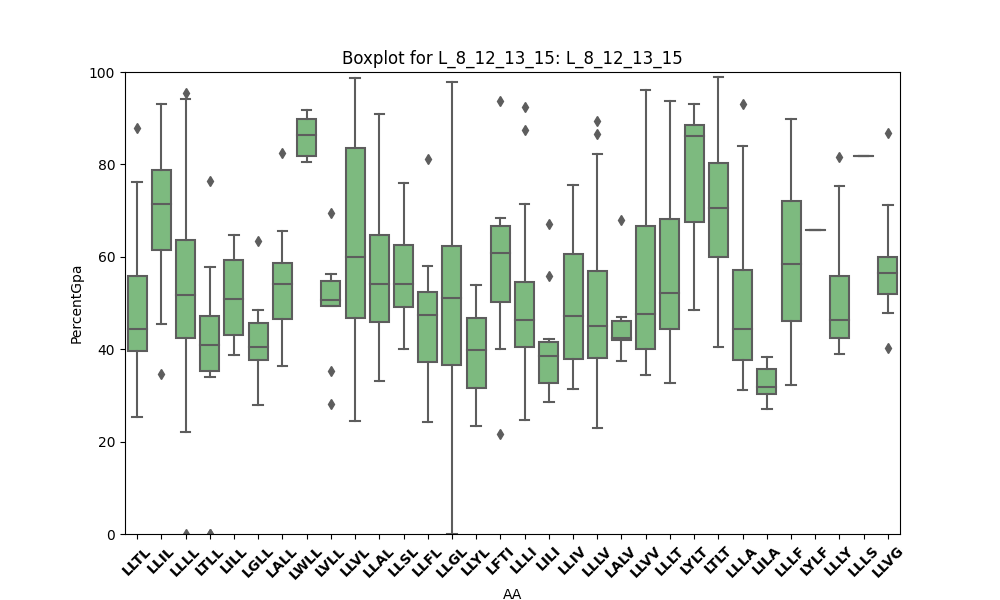 Boxplot for L_8_12_13_15: L_8_12_13_15
100
80
60
40
20
0
PercentGpa
LLTL LLIL LLLL LTLL LILL LGLL LALL LWLL LVLL LLVL LLAL LLSL LLFL LLGL LLYL LFTI LLLI LILI LLIV LLLV LALV LLVV LLLT LYLT LTLT LLLA LILA LLLF LYLF LLLY LLLS LLVG
AA